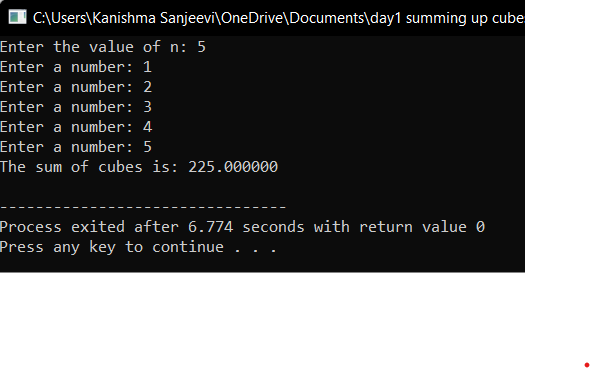 C:\Users\Kanishma Sanjeevi\OneDrive\Documents\day1 summing up cubes
Enter the value of n: 5
Enter a number: 1
Enter a number: 2
Enter a number: 3
Enter a number: 4
Enter a number: 5
The sum of cubes is: 225.000000
--------------------------------
Process exited after 6.774 seconds with return value 0
Press any key to continue . . .